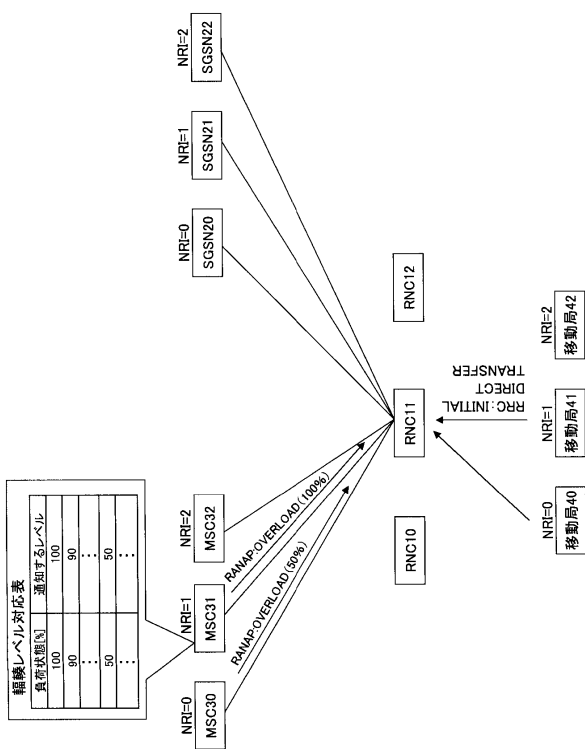 輻輳レベル対応表
負荷状態[%] 通知するレベル
100 100
90 90
⋮ ⋮
50 50
⋮ ⋮
NRI=0
MSC30
NRI=1
MSC31
NRI=2
MSC32
NRI=0
SGSN20
NRI=1
SGSN21
NRI=2
SGSN22
RANAP:OVERLOAD(100%)
RANAP:OVERLOAD(50%)
RNC10
RNC11
RNC12
RRC:INITIAL
DIRECT
TRANSFER
NRI=0
移動局40
NRI=1
移動局41
NRI=2
移動局42